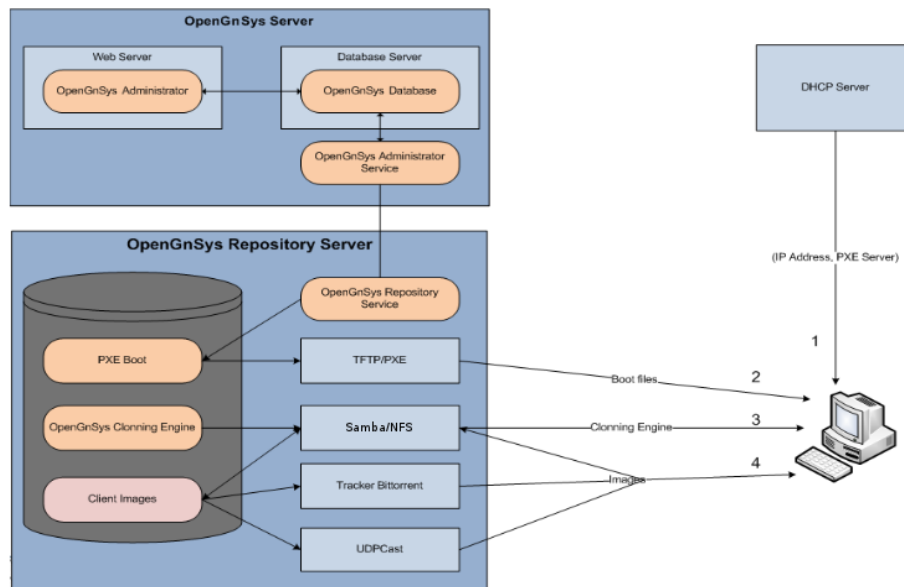 OpenGnSys Server
Web Server
Database Server
OpenGnSys Administrator
OpenGnSys Database
DHCP Server
OpenGnSys Administrator
Service
OpenGnSys Repository Server
(IP Address, PXE Server)
OpenGnSys Repository
Service
1
PXE Boot
TFTP/PXE
Boot files
2
OpenGnSys Clonning Engine
Samba/NFS
Clonning Engine
3
Client Images
Tracker Bittorrent
Images
4
UDPCast